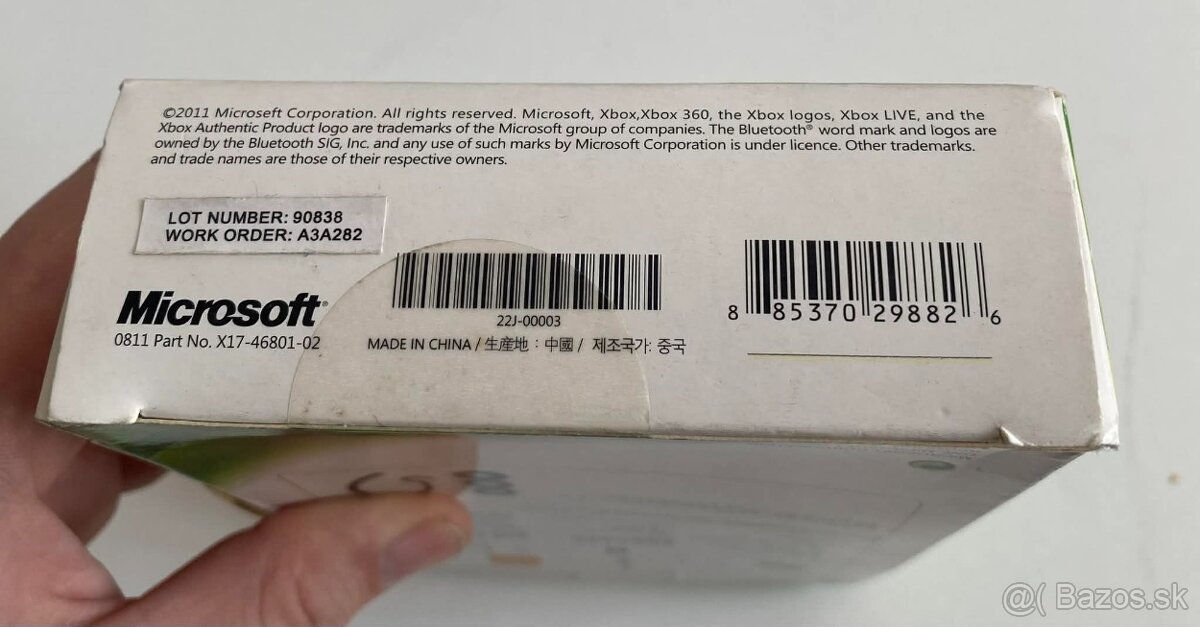 ©2011 Microseft Corporation. All rights reserved. Microsoft, Xbox,Xbox 360, the Xbox logos, Xbox LIVE, and the
Xbox Authentic Product logo are trademarks of the Microsoft group of companies. The Bluetooth® word mark and logos are
owned by the Bluetooth SIG, Inc. and any use of such marks by Microsoft Corporation is under licence. Other trademarks.
and trade names are those of their respective owners.
LOT NUMBER: 90838
WORK ORDER: A3A282
Microsoft®
0811 Part No. X17-46801-02
22J-00003
MADE IN CHINA / 生産地 : 中國 / 제조국가: 중국
8 85370 29882 6
@( Bazos.sk